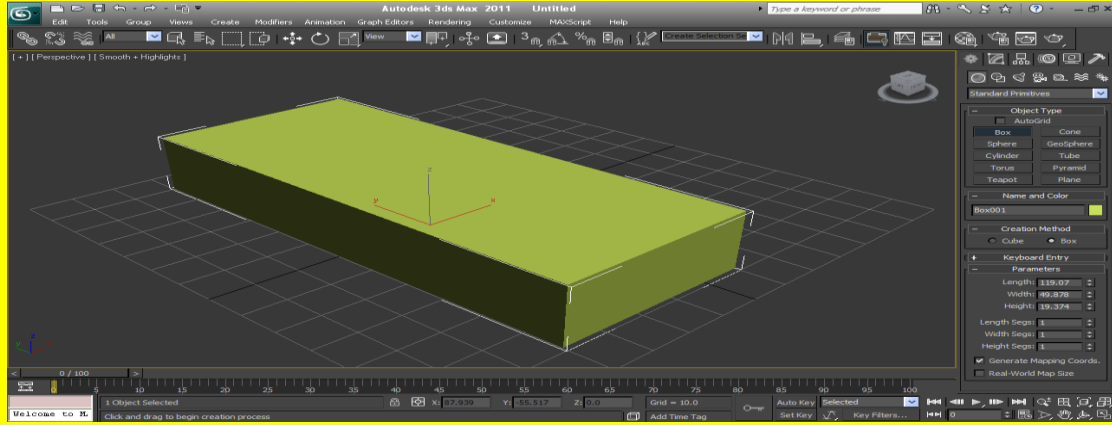 Autodesk 3ds Max 2011 Untitled
Type a keyword or phrase
Edit Tools Group Views Create Modifiers Animation Graph Editors Rendering Customize MAXScript Help
All View 3 Create Selection Se
[ + ] [ Perspective ] [ Smooth + Highlights ]
Standard Primitives
Object Type
AutoGrid
Box Cone
Sphere GeoSphere
Cylinder Tube
Torus Pyramid
Teapot Plane
Name and Color
Box001
Creation Method
Cube Box
Keyboard Entry
Parameters
Length: 119.07
Width: 49.878
Height: 19.374
Length Segs: 1
Width Segs: 1
Height Segs: 1
Generate Mapping Coords.
Real-World Map Size
z
y x
z
y x
< 0 / 100 >
0 5 10 15 20 25 30 35 40 45 50 55 60 65 70 75 80 85 90 95 100
1 Object Selected X: 87.939 Y: -55.517 Z: 0.0 Grid = 10.0 Auto Key Selected
Welcome to M. Click and drag to begin creation process Add Time Tag Set Key Key Filters... 0